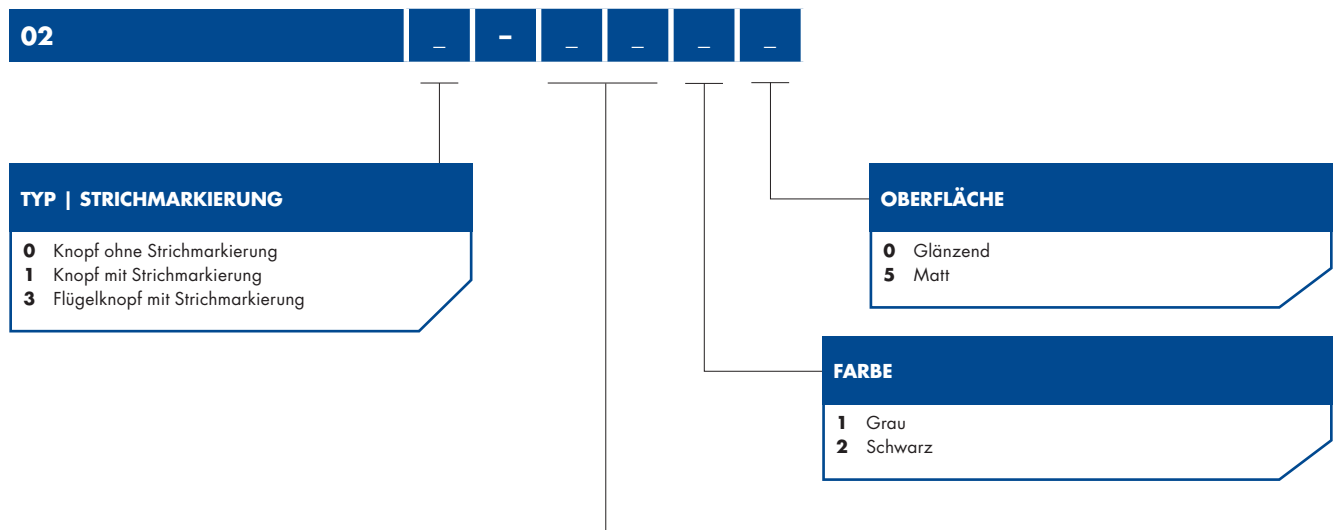 02 _ – _ _ _ _
TYP | STRICHMARKIERUNG
0 Knopf ohne Strichmarkierung
1 Knopf mit Strichmarkierung
3 Flügelknopf mit Strichmarkierung
OBERFLÄCHE
0 Glänzend
5 Matt
FARBE
1 Grau
2 Schwarz